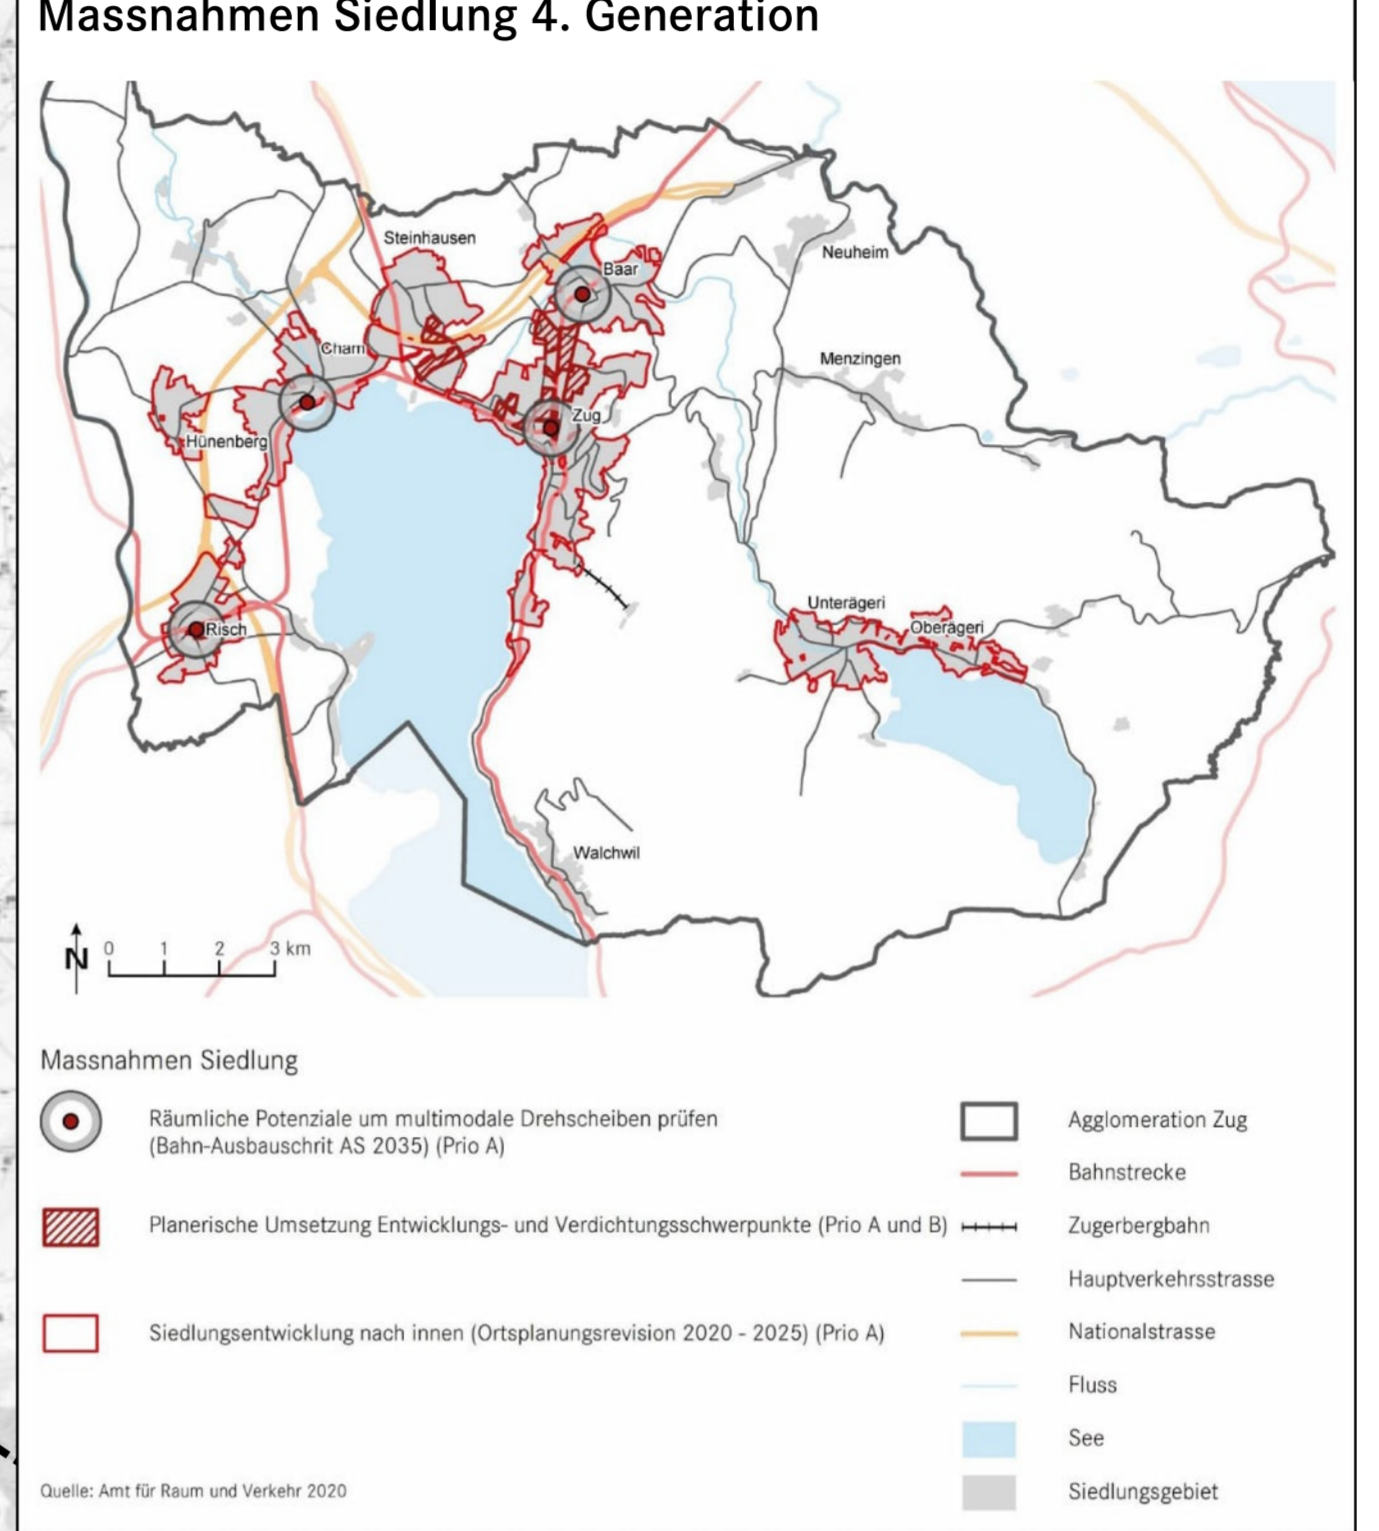 Massnahmen Siedlung 4. Generation
Steinhausen
Baar
Neuheim
Cham
Menzingen
Zug
Hünenberg
Unterägeri
Oberägeri
Risch
Walchwil
N
0 1 2 3 km
Massnahmen Siedlung
Räumliche Potenziale um multimodale Drehscheiben prüfen
(Bahn-Ausbauschrit AS 2035) (Prio A)
Planerische Umsetzung Entwicklungs- und Verdichtungsschwerpunkte (Prio A und B)
Siedlungsentwicklung nach innen (Ortsplanungsrevision 2020 - 2025) (Prio A)
Agglomeration Zug
Bahnstrecke
Zugerbergbahn
Hauptverkehrsstrasse
Nationalstrasse
Fluss
See
Siedlungsgebiet
Quelle: Amt für Raum und Verkehr 2020